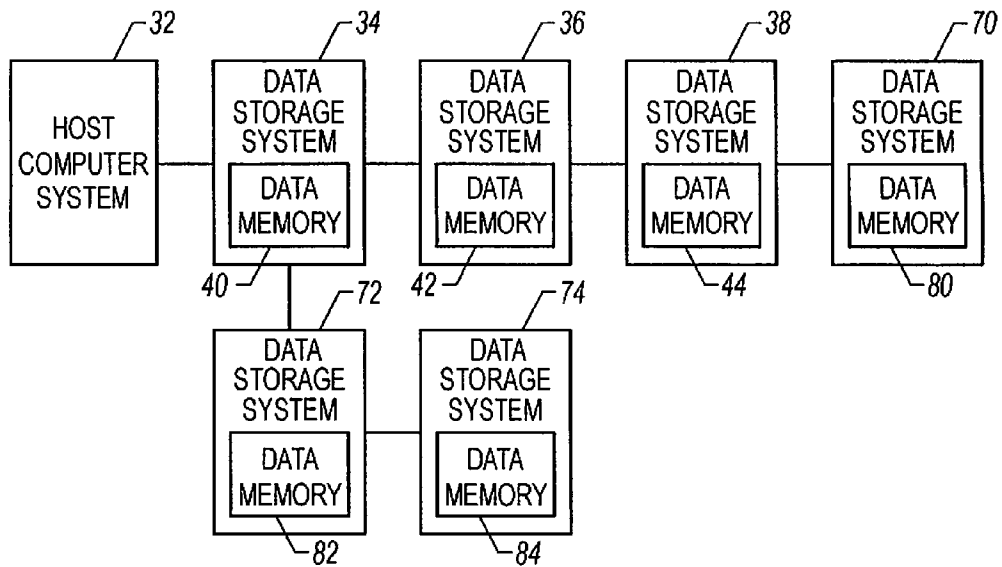 32
34
36
38
70
HOST
COMPUTER
SYSTEM
DATA
STORAGE
SYSTEM
DATA
MEMORY
40
DATA
STORAGE
SYSTEM
DATA
MEMORY
42
DATA
STORAGE
SYSTEM
DATA
MEMORY
44
DATA
STORAGE
SYSTEM
DATA
MEMORY
80
72
74
DATA
STORAGE
SYSTEM
DATA
MEMORY
82
DATA
STORAGE
SYSTEM
DATA
MEMORY
84